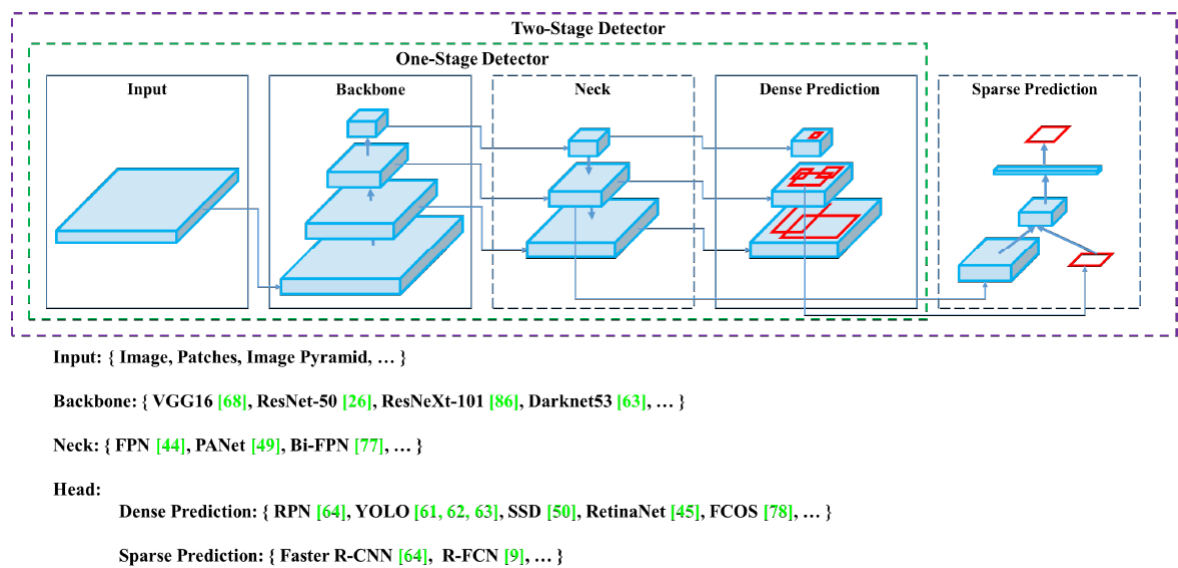 Two-Stage Detector
One-Stage Detector
Input
Backbone
Neck
Dense Prediction
Sparse Prediction
Input: { Image, Patches, Image Pyramid, … }
Backbone: { VGG16 [68], ResNet-50 [26], ResNeXt-101 [86], Darknet53 [63], … }
Neck: { FPN [44], PANet [49], Bi-FPN [77], … }
Head:
Dense Prediction: { RPN [64], YOLO [61, 62, 63], SSD [50], RetinaNet [45], FCOS [78], … }
Sparse Prediction: { Faster R-CNN [64], R-FCN [9], … }